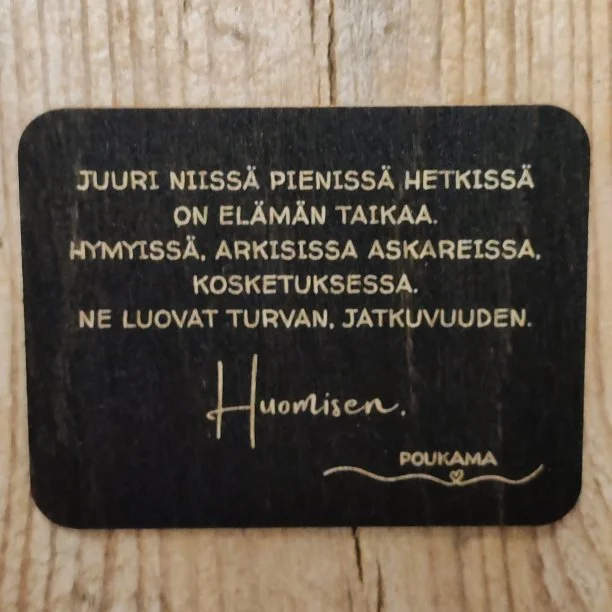 JUURI NIISSÄ PIENISSÄ HETKISSÄ
ON ELÄMÄN TAIKAA.
HYMYISSÄ, ARKISISSA ASKAREISSA,
KOSKETUKSESSA.
NE LUOVAT TURVAN, JATKUVUUDEN.
Huomisen.
POUKAMA